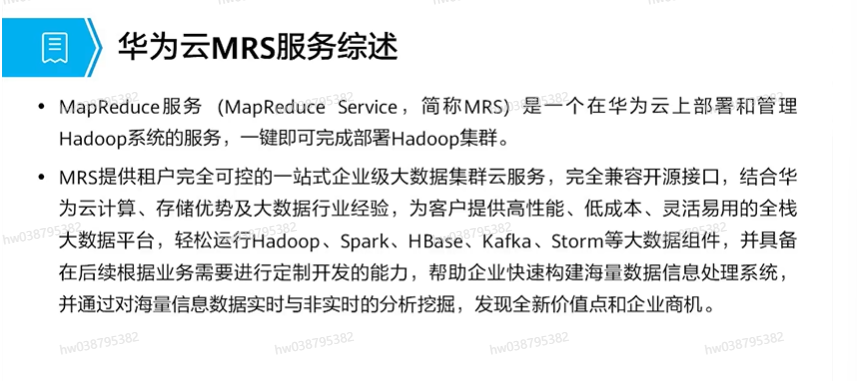 华为云MRS服务综述
• MapReduce服务 (MapReduce Service，简称MRS) 是一个在华为云上部署和管理
Hadoop系统的服务，一键即可完成部署Hadoop集群。
• MRS提供租户完全可控的一站式企业级大数据集群云服务，完全兼容开源接口，结合华
为云计算、存储优势及大数据行业经验，为客户提供高性能、低成本、灵活易用的全栈
大数据平台，轻松运行Hadoop、Spark、HBase、Kafka、Storm等大数据组件，并具备
在后续根据业务需要进行定制开发的能力，帮助企业快速构建海量数据信息处理系统，
并通过对海量信息数据实时与非实时的分析挖掘，发现全新价值点和企业商机。
hw038795382 hw038795382 hw038795382 hw038795382
hw038795382 hw038795382 hw038795382 hw038795382
hw038795382 hw038795382 hw038795382 hw038795382